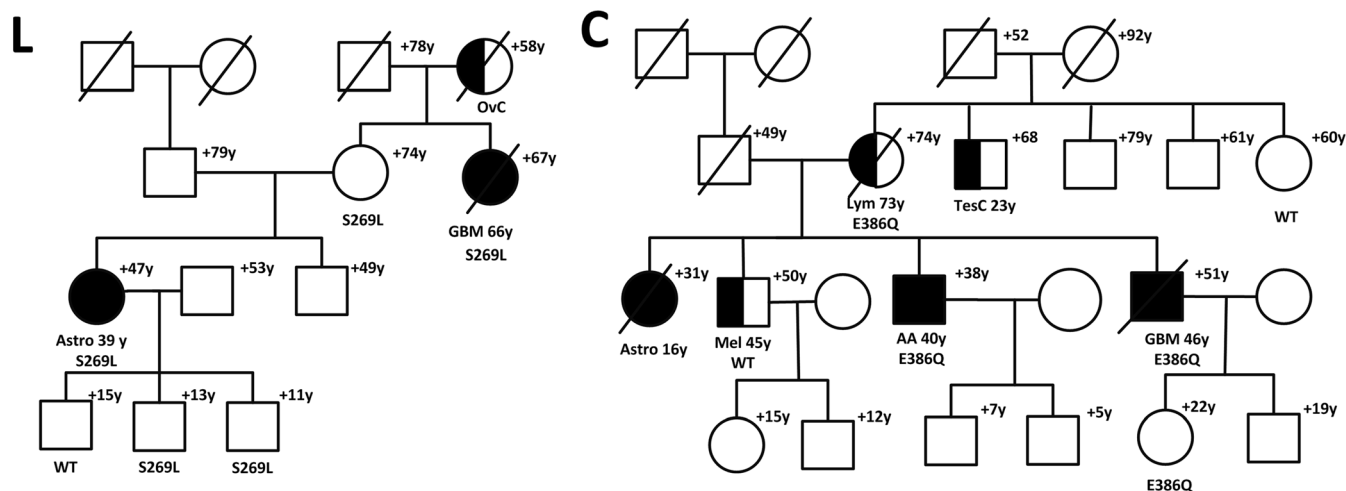 L
+78y
+58y
OvC
+79y
+74y
+67y
S269L
GBM 66y
S269L
+47y
+53y
+49y
Astro 39 y
S269L
+15y
+13y
+11y
WT
S269L
S269L
C
+52
+92y
+49y
+74y
+68
+79y
+61y
+60y
Lym 73y
E386Q
TesC 23y
WT
+31y
+50y
+38y
+51y
Astro 16y
Mel 45y
WT
AA 40y
E386Q
GBM 46y
E386Q
+15y
+12y
+7y
+5y
+22y
+19y
E386Q